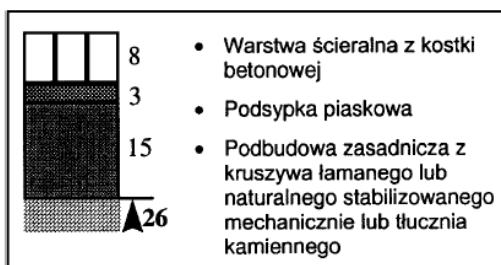 8
3
15
26
• Warstwa ścieralna z kostki
betonowej
• Podsypka piaskowa
• Podbudowa zasadnicza z
kruszywa łamanego lub
naturalnego stabilizowanego
mechanicznie lub tłucznia
kamiennego